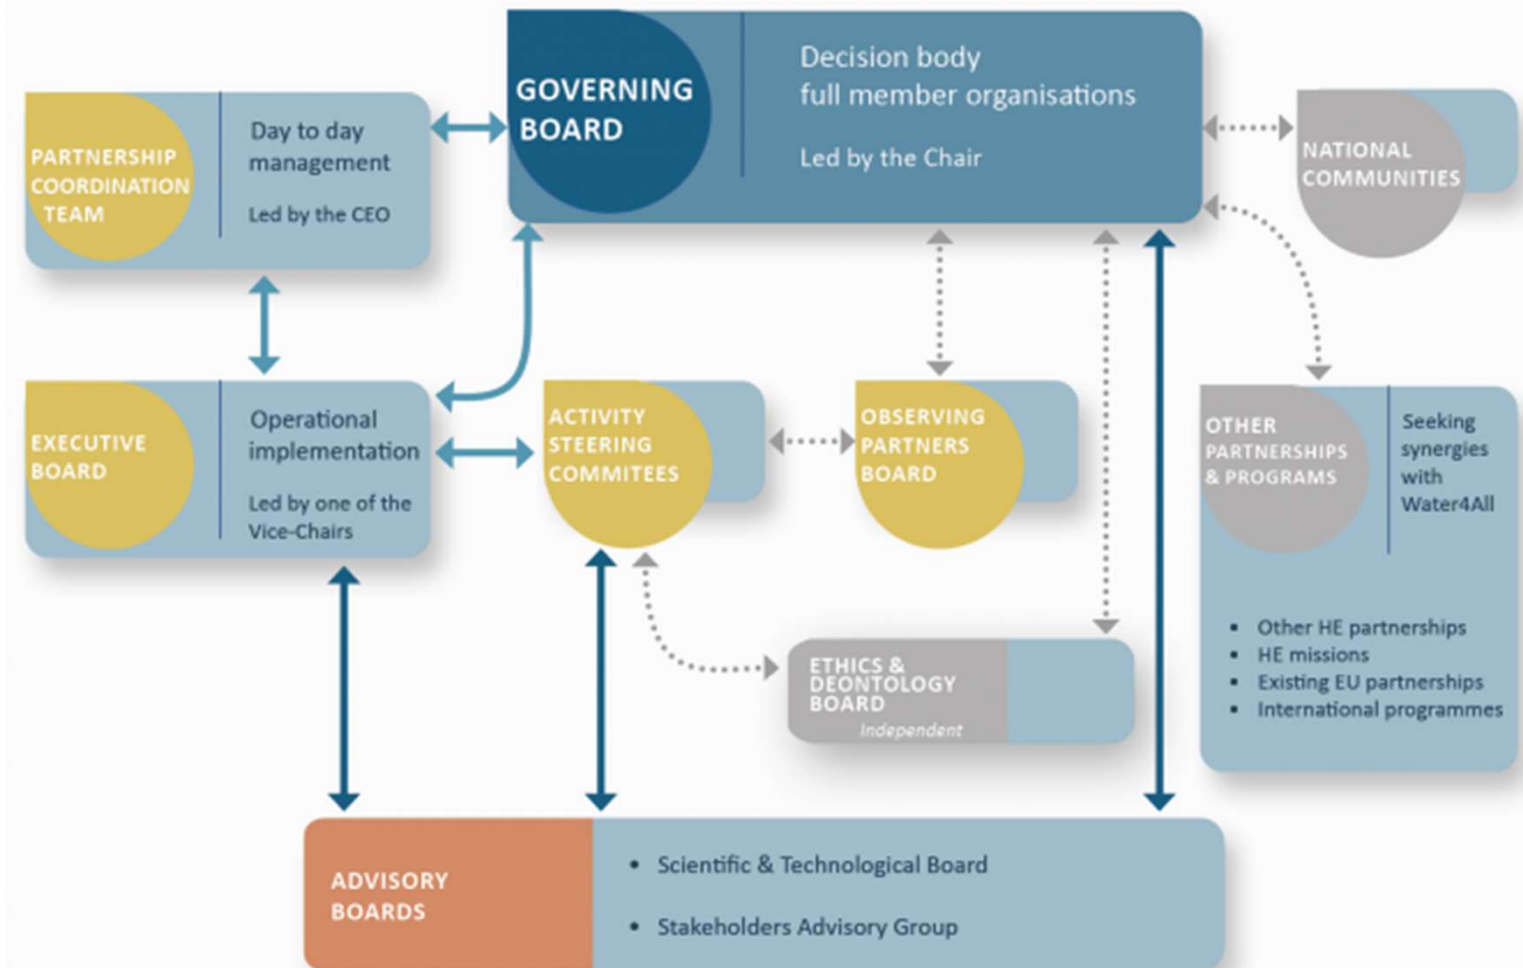 GOVERNING
BOARD
Decision body
full member organisations
Led by the Chair
PARTNERSHIP
COORDINATION
TEAM
Day to day
management
Led by the CEO
NATIONAL
COMMUNITIES
EXECUTIVE
BOARD
Operational
implementation
Led by one of the
Vice-Chairs
ACTIVITY
STEERING
COMMITEES
OBSERVING
PARTNERS
BOARD
OTHER
PARTNERSHIPS
& PROGRAMS
Seeking
synergies
with
Water4All
• Other HE partnerships
• HE missions
• Existing EU partnerships
• International programmes
ETHICS &
DEONTOLOGY
BOARD
Independent
ADVISORY
BOARDS
• Scientific & Technological Board
• Stakeholders Advisory Group